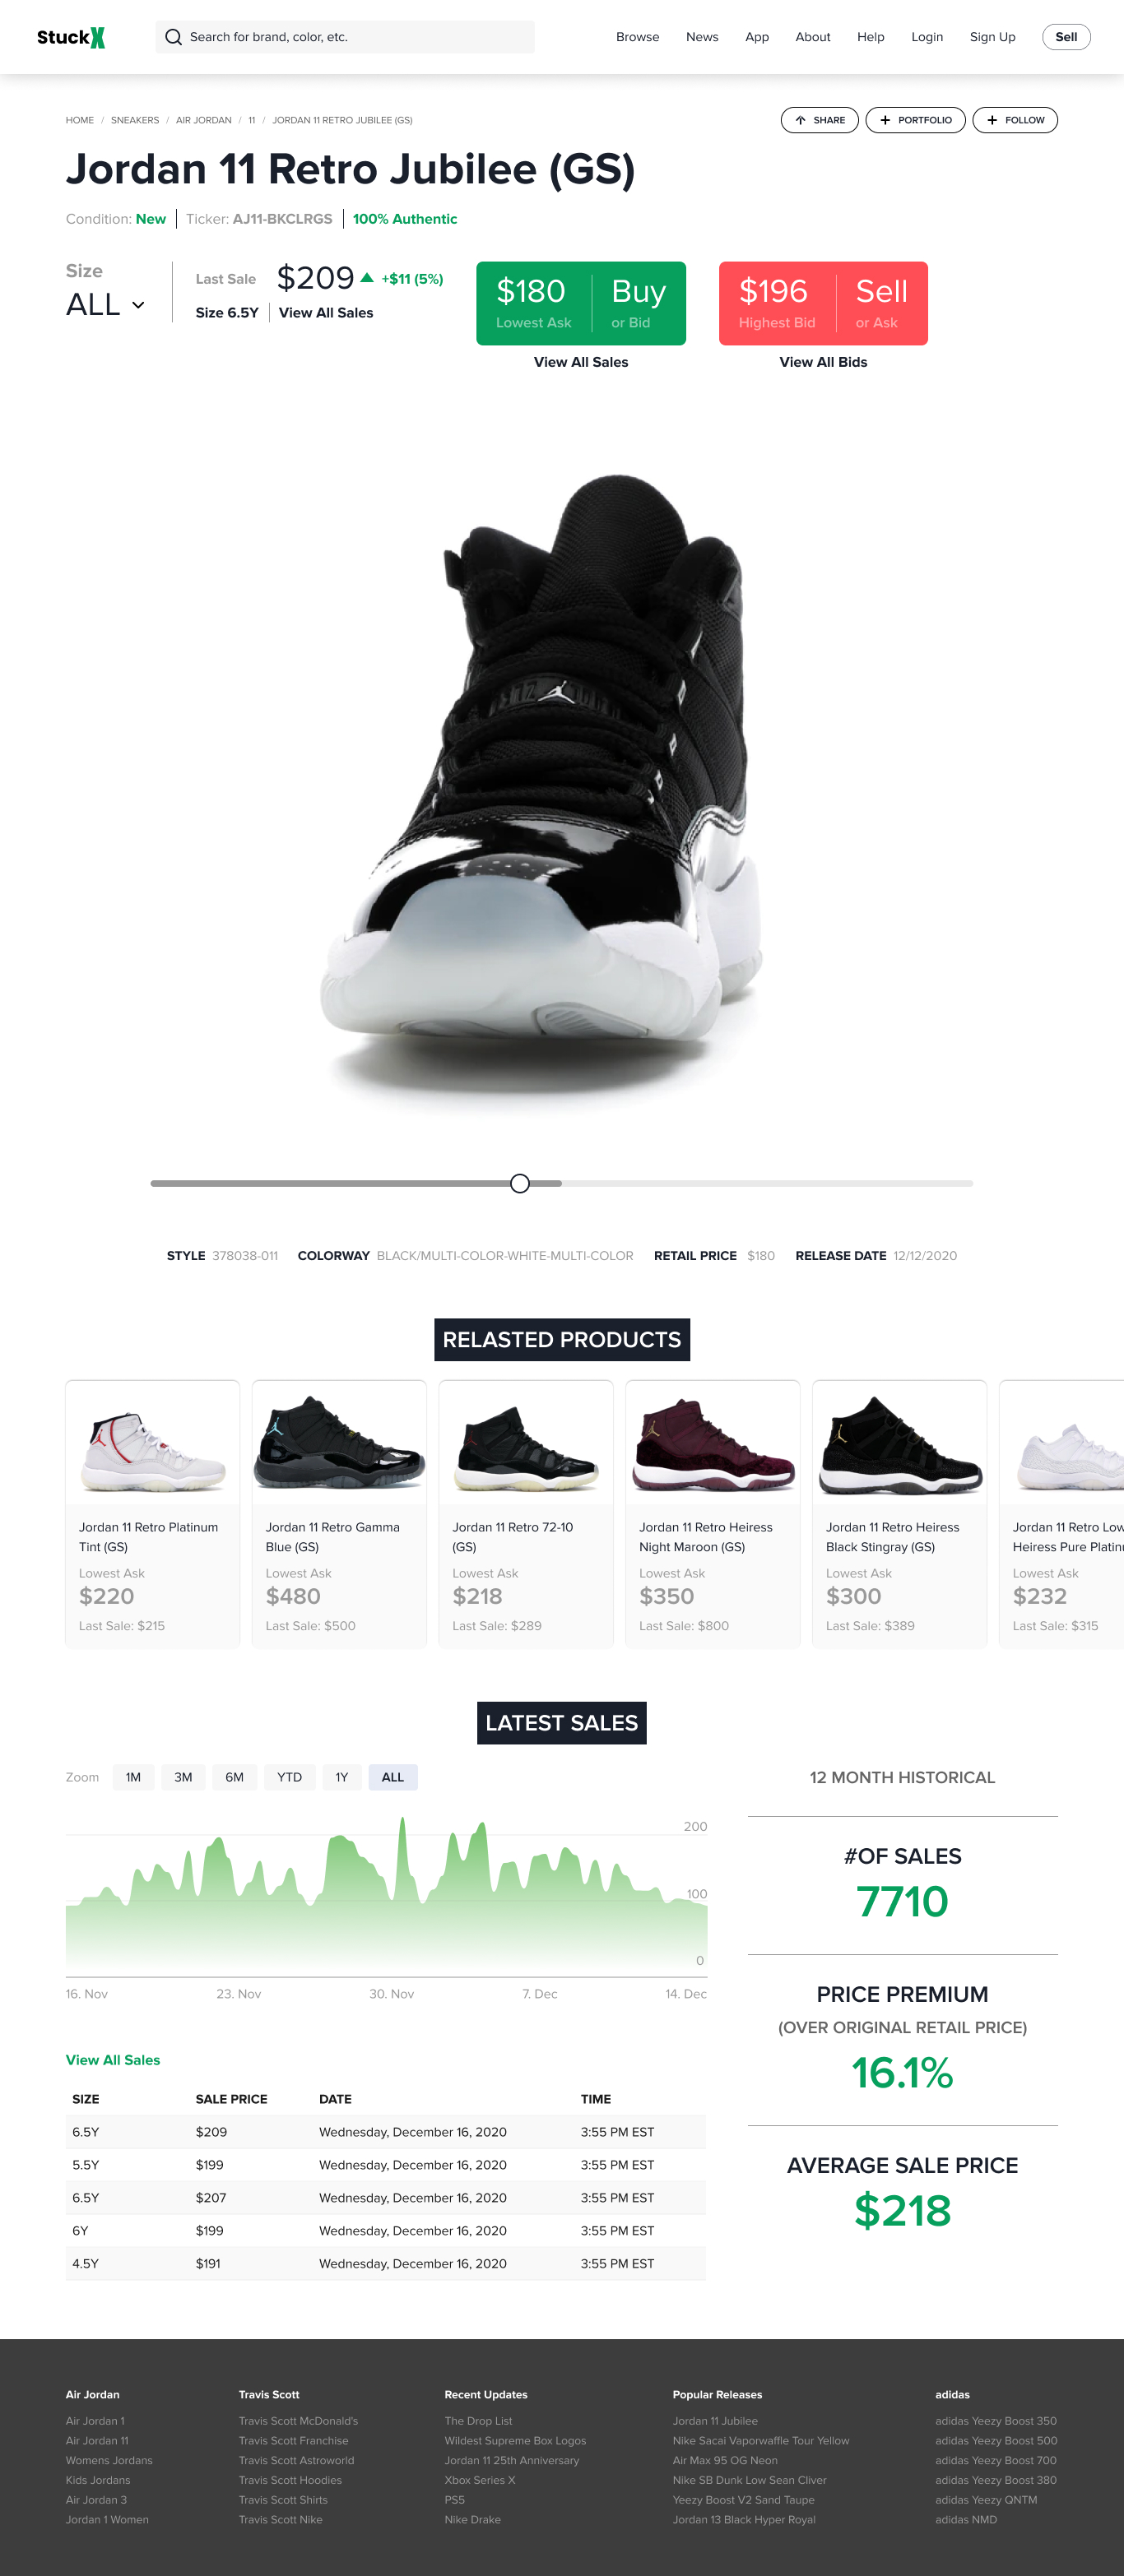 StuckX
Search for brand, color, etc.
Browse News App About Help Login Sign Up Sell
HOME / SNEAKERS / AIR JORDAN / 11 / JORDAN 11 RETRO JUBILEE (GS)
SHARE PORTFOLIO FOLLOW
Jordan 11 Retro Jubilee (GS)
Condition: New Ticker: AJ11-BKCLRGS 100% Authentic
Size
ALL
Last Sale $209 +$11 (5%)
Size 6.5Y View All Sales
$180 Buy
Lowest Ask or Bid
View All Sales
$196 Sell
Highest Bid or Ask
View All Bids
STYLE 378038-011 COLORWAY BLACK/MULTI-COLOR-WHITE-MULTI-COLOR RETAIL PRICE $180 RELEASE DATE 12/12/2020
RELASTED PRODUCTS
Jordan 11 Retro Platinum
Tint (GS)
Lowest Ask
$220
Last Sale: $215
Jordan 11 Retro Gamma
Blue (GS)
Lowest Ask
$480
Last Sale: $500
Jordan 11 Retro 72-10
(GS)
Lowest Ask
$218
Last Sale: $289
Jordan 11 Retro Heiress
Night Maroon (GS)
Lowest Ask
$350
Last Sale: $800
Jordan 11 Retro Heiress
Black Stingray (GS)
Lowest Ask
$300
Last Sale: $389
Jordan 11 Retro Low
Heiress Pure
Lowest Ask
$232
Last Sale: $315
LATEST SALES
Zoom 1M 3M 6M YTD 1Y ALL
200
100
0
16. Nov 23. Nov 30. Nov 7. Dec 14. Dec
12 MONTH HISTORICAL
#OF SALES
7710
PRICE PREMIUM
(OVER ORIGINAL RETAIL PRICE)
16.1%
AVERAGE SALE PRICE
$218
View All Sales
SIZE SALE PRICE DATE TIME
6.5Y $209 Wednesday, December 16, 2020 3:55 PM EST
5.5Y $199 Wednesday, December 16, 2020 3:55 PM EST
6.5Y $207 Wednesday, December 16, 2020 3:55 PM EST
6Y $199 Wednesday, December 16, 2020 3:55 PM EST
4.5Y $191 Wednesday, December 16, 2020 3:55 PM EST
Air Jordan
Air Jordan 1
Air Jordan 11
Womens Jordans
Kids Jordans
Air Jordan 3
Jordan 1 Women
Travis Scott
Travis Scott McDonald's
Travis Scott Franchise
Travis Scott Astroworld
Travis Scott Hoodies
Travis Scott Shirts
Travis Scott Nike
Recent Updates
The Drop List
Wildest Supreme Box Logos
Jordan 11 25th Anniversary
Xbox Series X
PS5
Nike Drake
Popular Releases
Jordan 11 Jubilee
Nike Sacai Vaporwaffle Tour Yellow
Air Max 95 OG Neon
Nike SB Dunk Low Sean Cliver
Yeezy Boost V2 Sand Taupe
Jordan 13 Black Hyper Royal
adidas
adidas Yeezy Boost 350
adidas Yeezy Boost 500
adidas Yeezy Boost 700
adidas Yeezy Boost 380
adidas Yeezy QNTM
adidas NMD